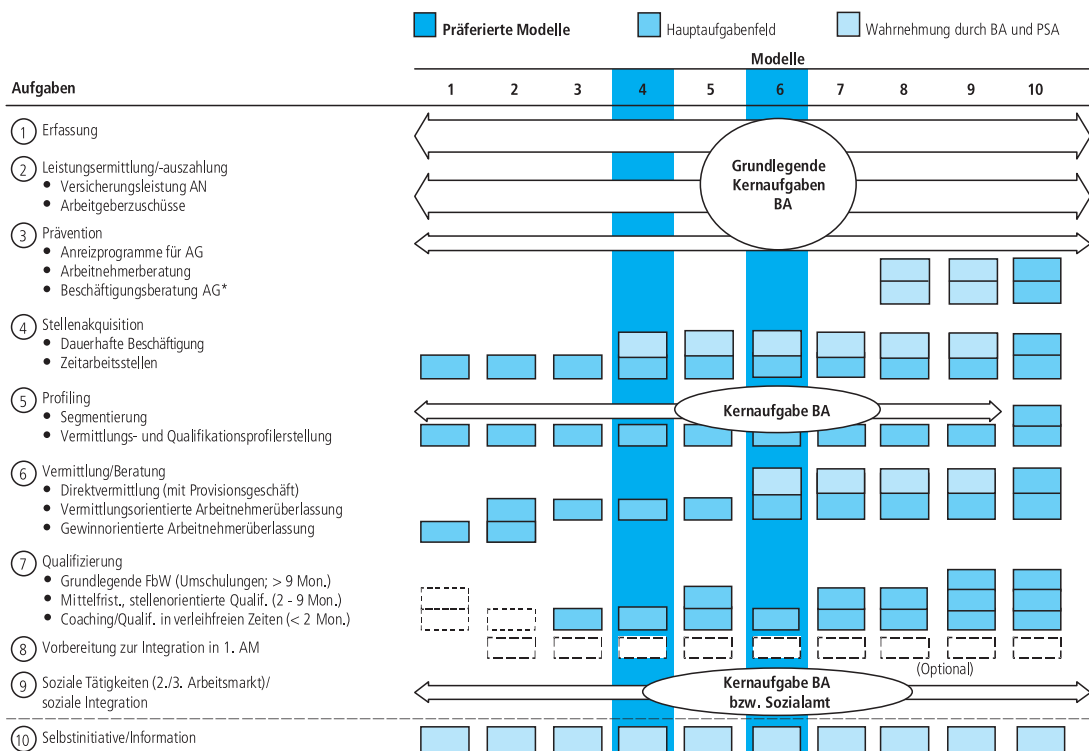 Präferierte Modelle
Hauptaufgabenfeld
Wahrnehmung durch BA und PSA
Modelle
Aufgaben
1 2 3 4 5 6 7 8 9 10
1 Erfassung
2 Leistungsermittlung/-auszahlung
• Versicherungsleistung AN
• Arbeitgeberzuschüsse
Grundlegende
Kernaufgaben
BA
3 Prävention
• Anreizprogramme für AG
• Arbeitnehmerberatung
• Beschäftigungsberatung AG*
4 Stellenakquisition
• Dauerhafte Beschäftigung
• Zeitarbeitsstellen
5 Profiling
• Segmentierung
• Vermittlungs- und Qualifikationsprofilerstellung
Kernaufgabe BA
6 Vermittlung/Beratung
• Direktvermittlung (mit Provisionsgeschäft)
• Vermittlungsorientierte Arbeitnehmerüberlassung
• Gewinnorientierte Arbeitnehmerüberlassung
7 Qualifizierung
• Grundlegende FbW (Umschulungen; > 9 Mon.)
• Mittelfrist., stellenorientierte Qualif. (2 - 9 Mon.)
• Coaching/Qualif. in verleihfreien Zeiten (< 2 Mon.)
8 Vorbereitung zur Integration in 1. AM
(Optional)
9 Soziale Tätigkeiten (2./3. Arbeitsmarkt)/
soziale Integration
Kernaufgabe BA
bzw. Sozialamt
10 Selbstinitiative/Information